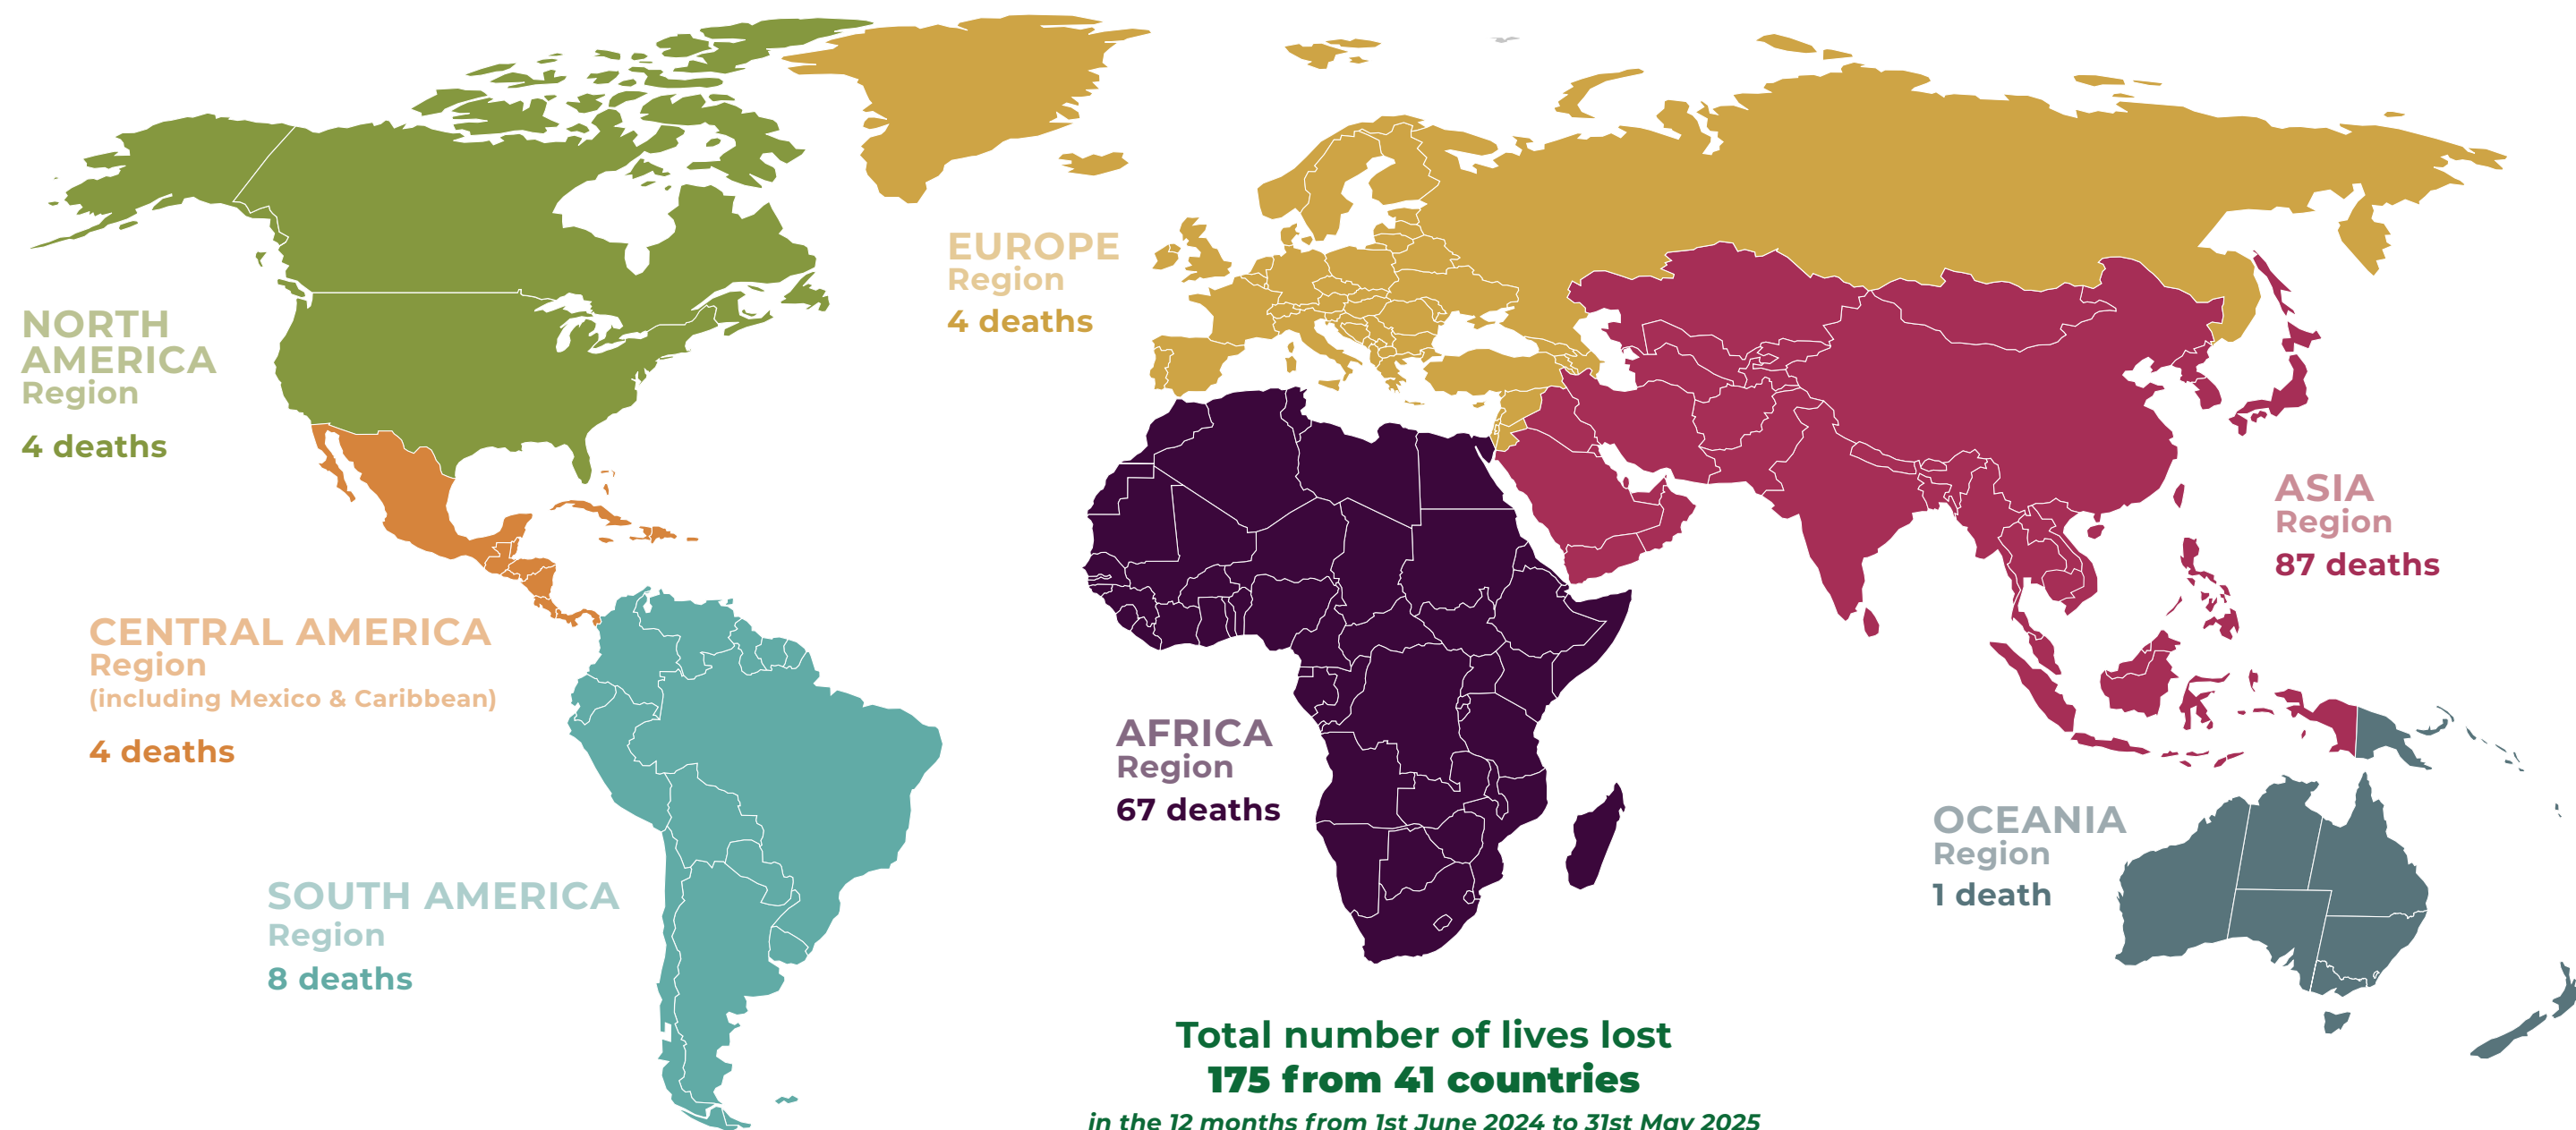 NORTH
AMERICA
Region
4 deaths
EUROPE
Region
4 deaths
ASIA
Region
87 deaths
CENTRAL AMERICA
Region
(including Mexico & Caribbean)
4 deaths
AFRICA
Region
67 deaths
OCEANIA
Region
1 death
SOUTH AMERICA
Region
8 deaths
Total number of lives lost
175 from 41 countries
in the 12 months from 1st June 2024 to 31st May 2025